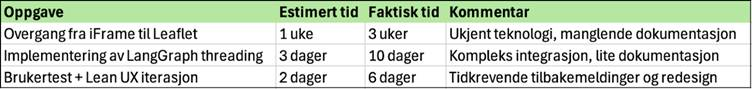 Oppgave Estimert tid Faktisk tid Kommentar
Overgang fra iFrame til Leaflet 1 uke 3 uker Ukjent teknologi, manglende dokumentasjon
Implementering av LangGraph threading 3 dager 10 dager Kompleks integrasjon, lite dokumentasjon
Brukertest + Lean UX iterasjon 2 dager 6 dager Tidkrevende tilbakemeldinger og redesign